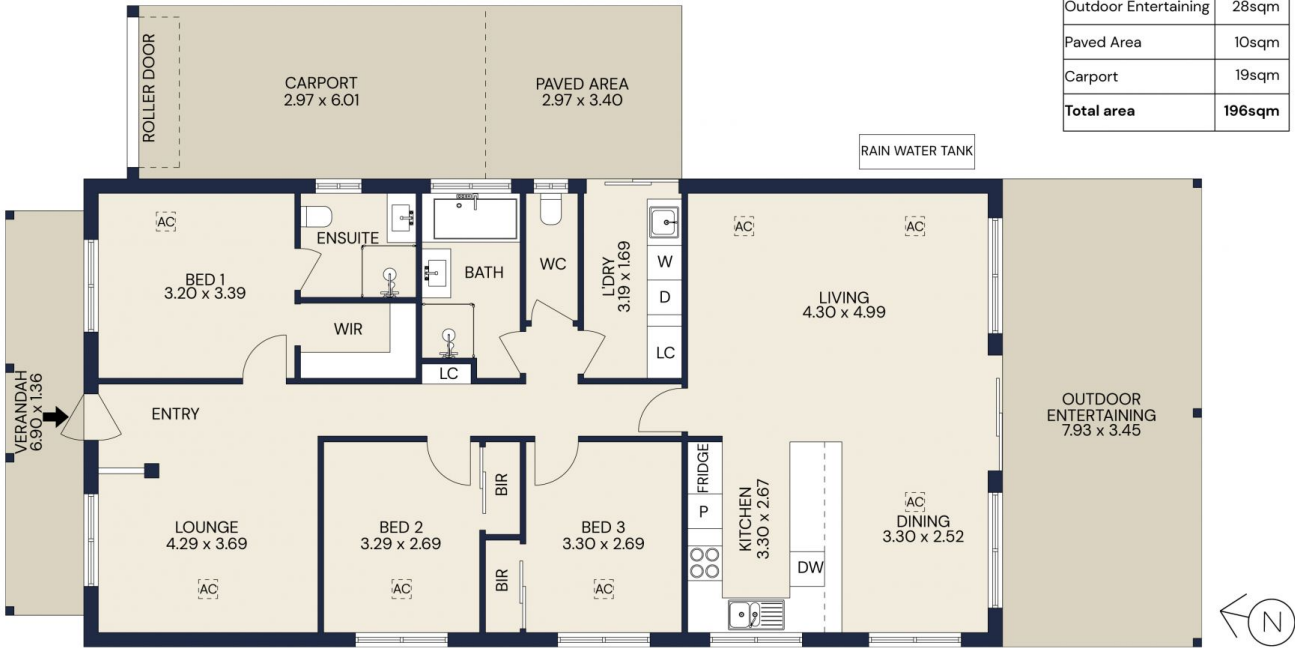 Outdoor Entertaining 28sqm
Paved Area 10sqm
Carport 19sqm
Total area 196sqm
ROLLER DOOR
CARPORT
2.97 x 6.01
PAVED AREA
2.97 x 3.40
RAIN WATER TANK
AC
BED 1
3.20 x 3.39
ENSUITE
WIR
BATH
LC
WC
L'DRY
3.19 x 1.69
W
D
LC
AC
AC
LIVING
4.30 x 4.99
VERANDAH
6.90 x 1.36
ENTRY
LOUNGE
4.29 x 3.69
AC
BED 2
3.29 x 2.69
AC
BIR
BIR
BED 3
3.30 x 2.69
AC
FRIDGE
P
KITCHEN
3.30 x 2.67
DW
AC
DINING
3.30 x 2.52
OUTDOOR
ENTERTAINING
7.93 x 3.45
N